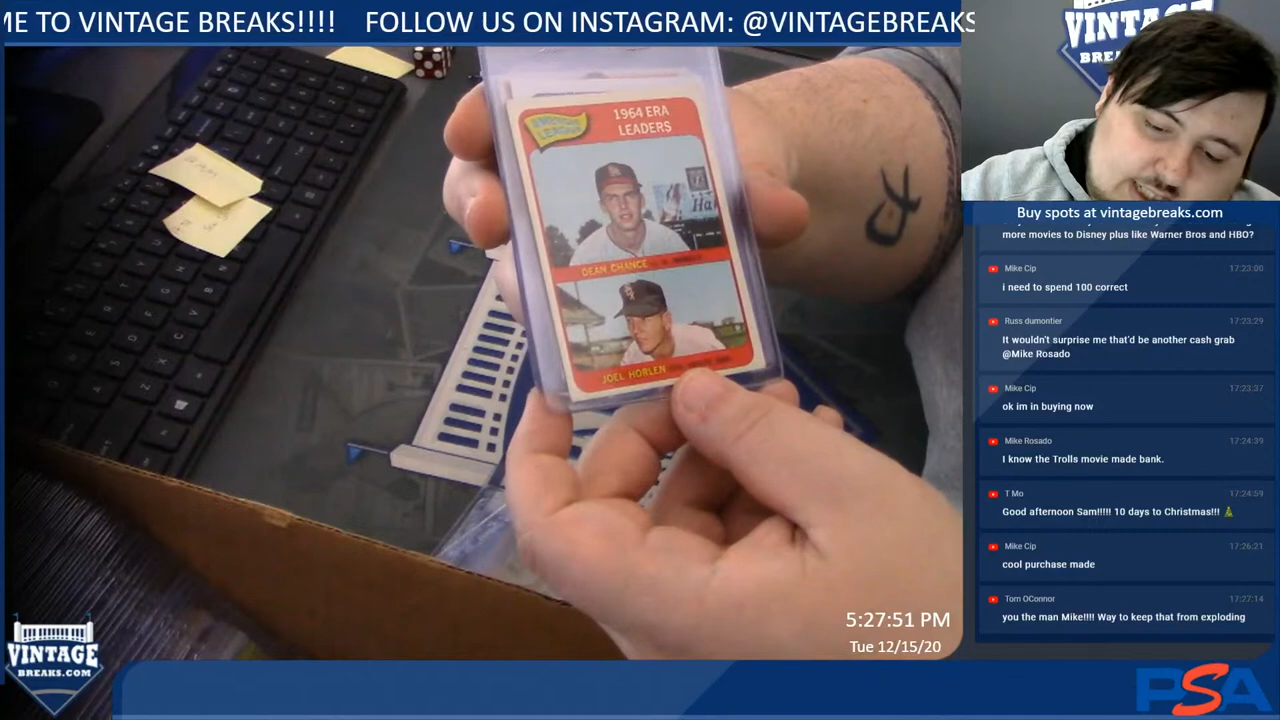 ME TO VINTAGE BREAKS!!!! FOLLOW US ON INSTAGRAM: @VINTAGEBREAKS
VINTAGE
BREA
1964 ERA
LEADERS
AMERICAN
LEAGUE
Ha
DEAN CHANCE
JOEL HORLEN
Buy spots at vintagebreaks.com
more movies to Disney plus like Warner Bros and HBO?
Mike Cip 17:23:00
i need to spend 100 correct
Russ dumontier 17:23:29
It wouldn't surprise me that'd be another cash grab
@Mike Rosado
Mike Cip 17:23:37
ok im in buying now
Mike Rosado 17:24:39
I know the Trolls movie made bank.
T Mo 17:24:59
Good afternoon Sam!!!!! 10 days to Christmas!!! 🎄
Mike Cip 17:26:21
cool purchase made
Tom OConnor 17:27:14
you the man Mike!!!! Way to keep that from exploding
5:27:51 PM
Tue 12/15/20
VINTAGE
BREAKS.COM
PSA